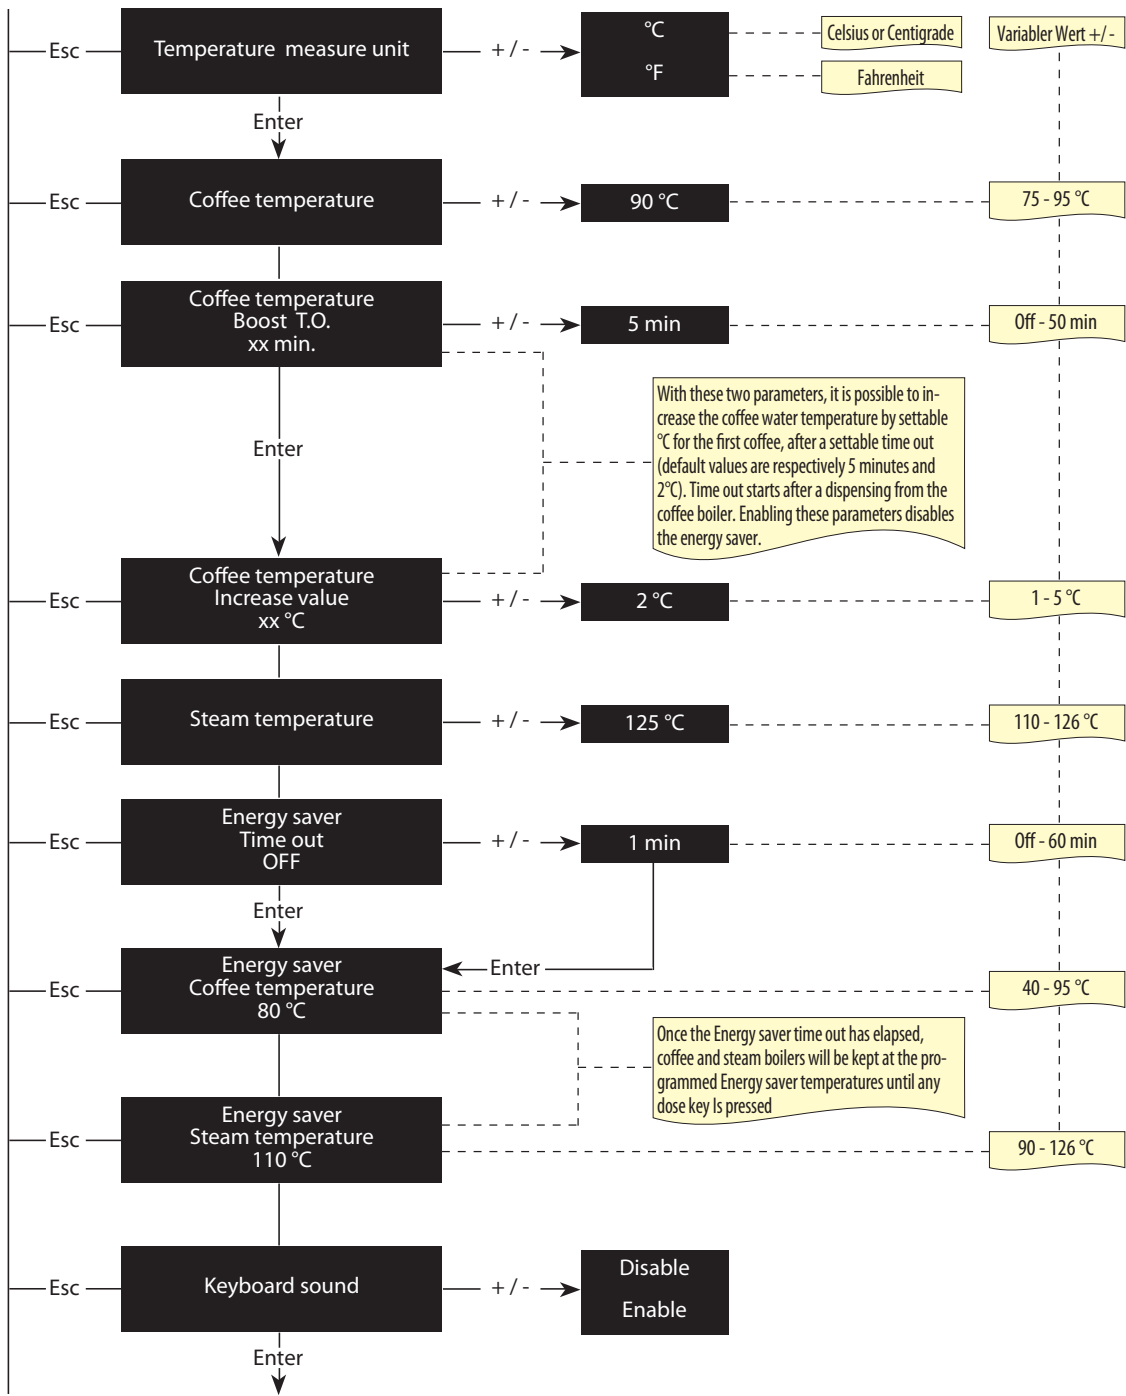 Esc
Temperature measure unit
+ / -
°C
°F
Celsius or Centigrade
Fahrenheit
Variabler Wert +/-
Enter
Esc
Coffee temperature
+ / -
90 °C
75 - 95 °C
Esc
Coffee temperature
Boost T.O.
xx min.
+ / -
5 min
Off - 50 min
Enter
With these two parameters, it is possible to in-
crease the coffee water temperature by settable
°C for the first coffee, after a settable time out
(default values are respectively 5 minutes and
2°C). Time out starts after a dispensing from the
coffee boiler. Enabling these parameters disables
the energy saver.
Esc
Coffee temperature
Increase value
xx °C
+ / -
2 °C
1 - 5 °C
Esc
Steam temperature
+ / -
125 °C
110 - 126 °C
Esc
Energy saver
Time out
OFF
+ / -
1 min
Off - 60 min
Enter
Esc
Energy saver
Coffee temperature
80 °C
Enter
40 - 95 °C
Once the Energy saver time out has elapsed,
coffee and steam boilers will be kept at the pro-
grammed Energy saver temperatures until any
dose key Is pressed
Esc
Energy saver
Steam temperature
110 °C
90 - 126 °C
Esc
Keyboard sound
+ / -
Disable
Enable
Enter